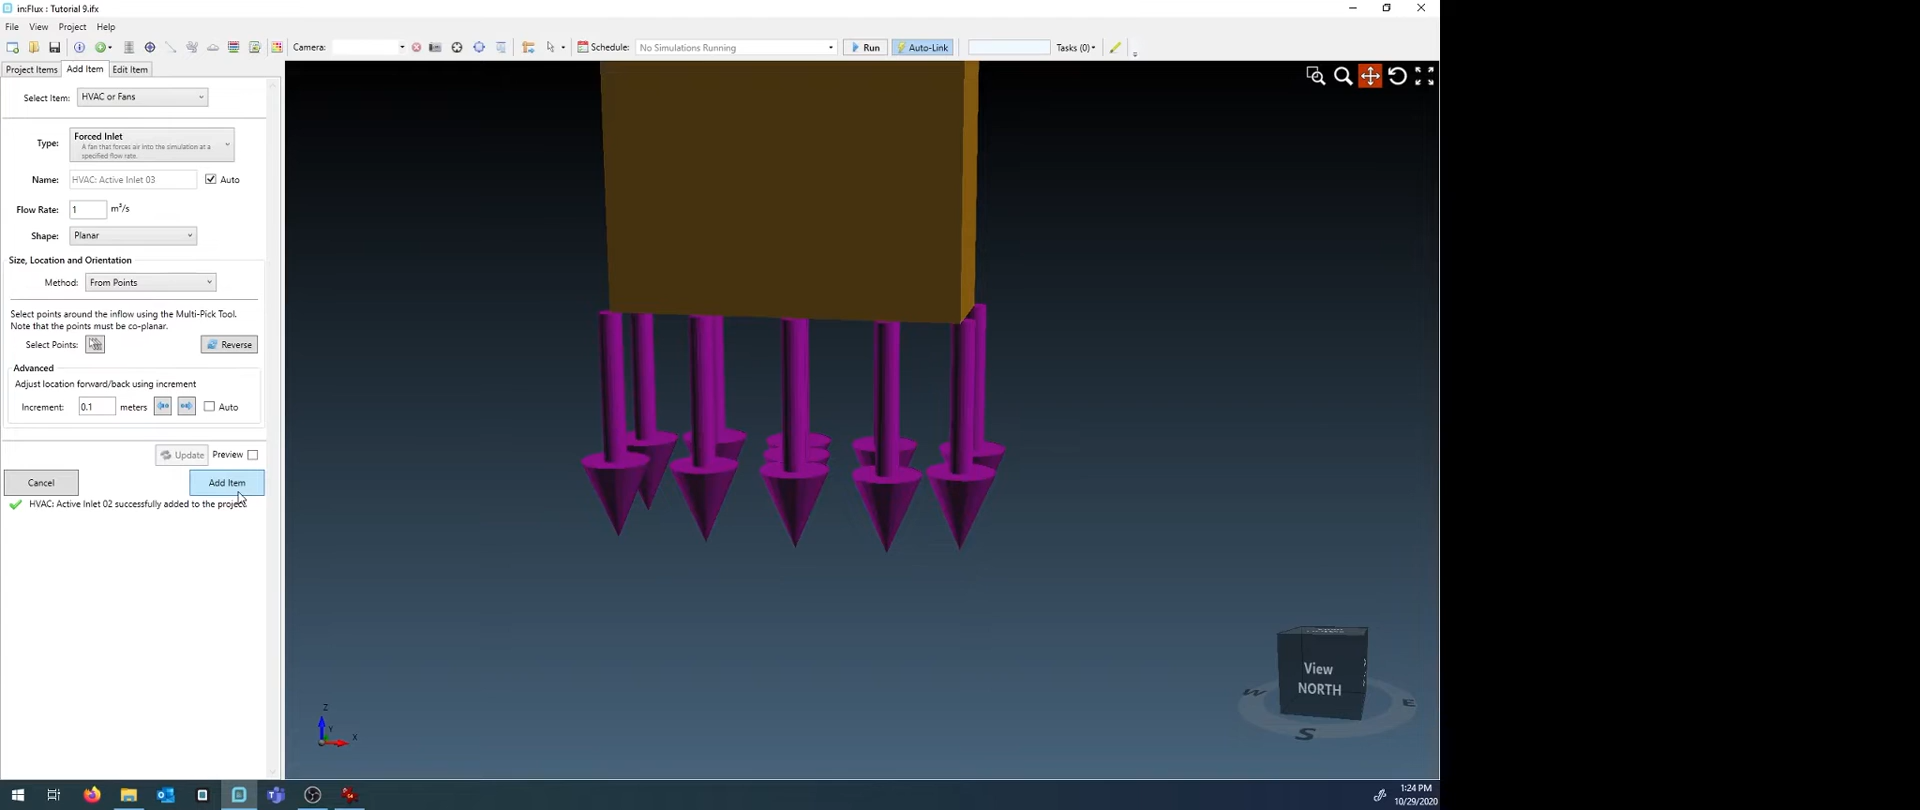 in:Flux : Tutorial 9.ifx
File View Project Help
Camera: Schedule: No Simulations Running Run Auto-Link Tasks (0)
Project Items Add Item Edit Item
Select Item: HVAC or Fans
Type: Forced Inlet
A fan that forces air into the simulation at a
specified flow rate.
Name: HVAC: Active Inlet 03 Auto
Flow Rate: 1 m³/s
Shape: Planar
Size, Location and Orientation
Method: From Points
Select points around the inflow using the Multi-Pick Tool.
Note that the points must be co-planar.
Select Points: Reverse
Advanced
Adjust location forward/back using increment
Increment: 0.1 meters Auto
Update Preview
Cancel Add Item
HVAC: Active Inlet 02 successfully added to the project
View
NORTH
W
E
S
Z
Y
X
1:24 PM
10/29/2020